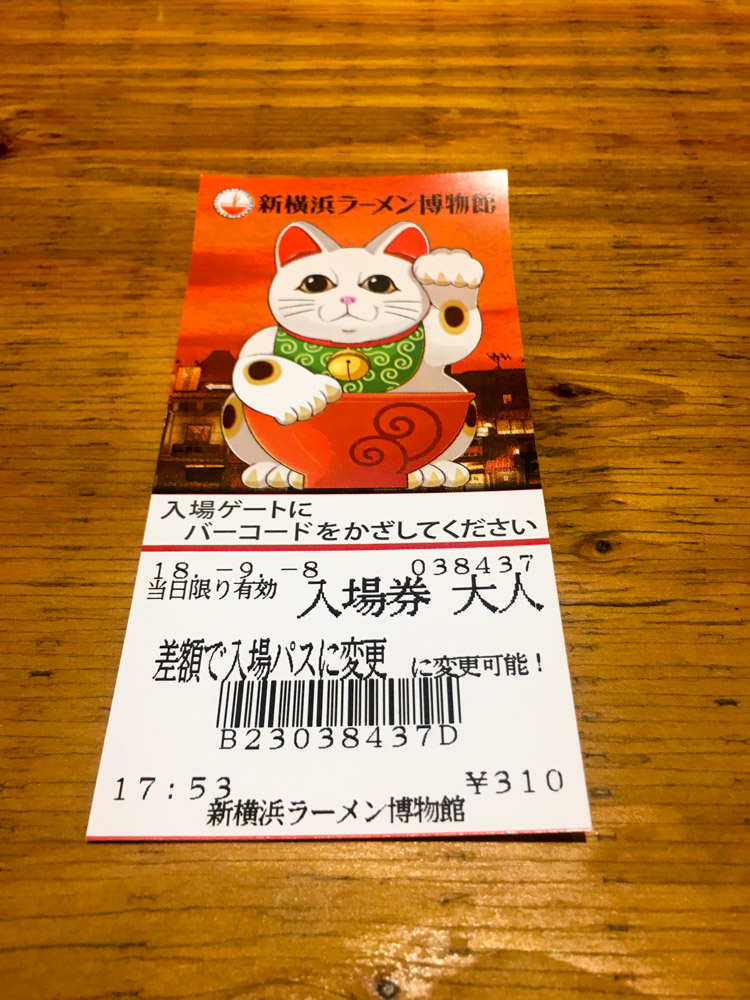 新横浜ラーメン博物館
入場ゲートに
バーコードをかざしてください
18.-9.-8 038437
当日限り有効 入場券 大人
差額で入場パスに変更 に変更可能!
B23038437D
17:53 ¥310
新横浜ラーメン博物館